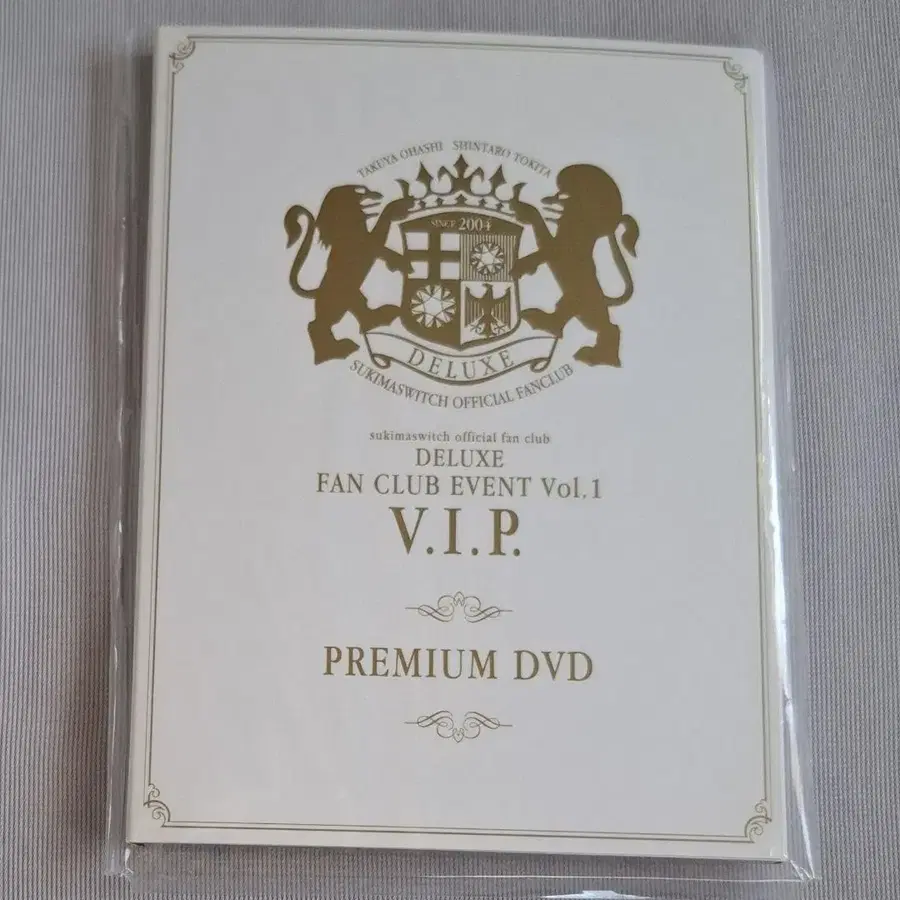 TAKUYA OHASHI SHINTARO TOKITA
SINCE 2004
DELUXE
SUKIMASWITCH OFFICIAL FANCLUB
sukimaswitch official fan club
DELUXE
FAN CLUB EVENT Vol.1
V.I.P.
PREMIUM DVD